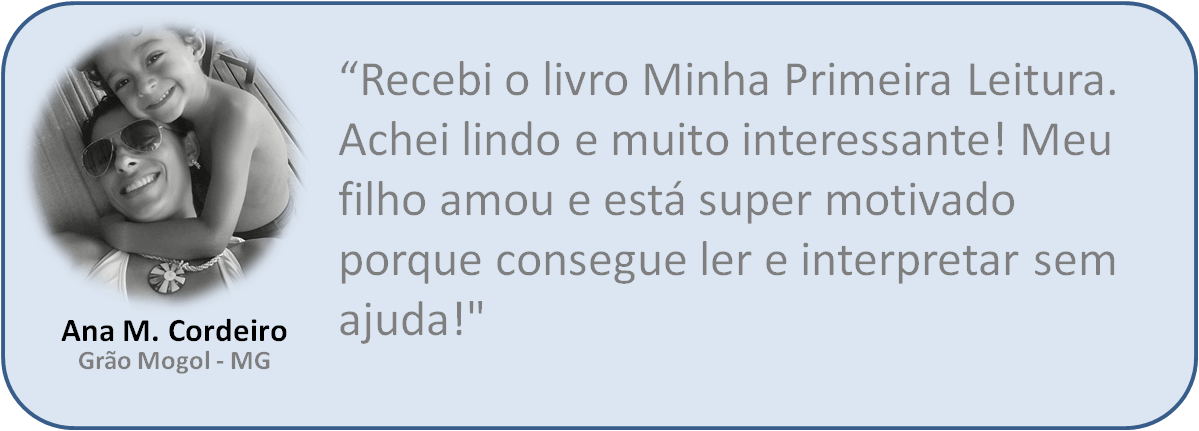 “Recebi o livro Minha Primeira Leitura.
Achei lindo e muito interessante! Meu
filho amou e está super motivado
porque consegue ler e interpretar sem
ajuda!"
Ana M. Cordeiro
Grão Mogol - MG